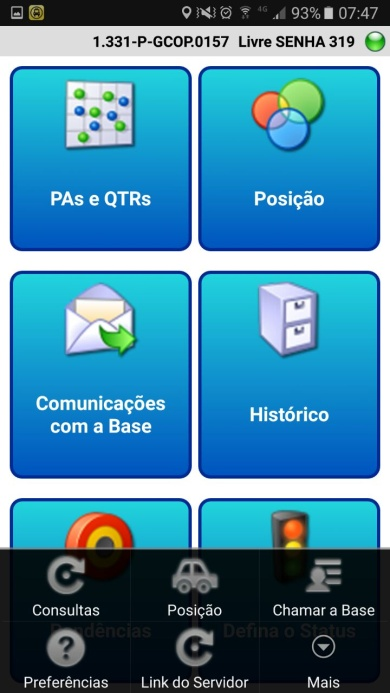 4G 93% 07:47
1.331-P-GCOP.0157 Livre SENHA 319
PAs e QTRs
Posição
Comunicações
com a Base
Histórico
Pendências
Defina o Status
Consultas
Posição
Chamar a Base
Preferências
Link do Servidor
Mais